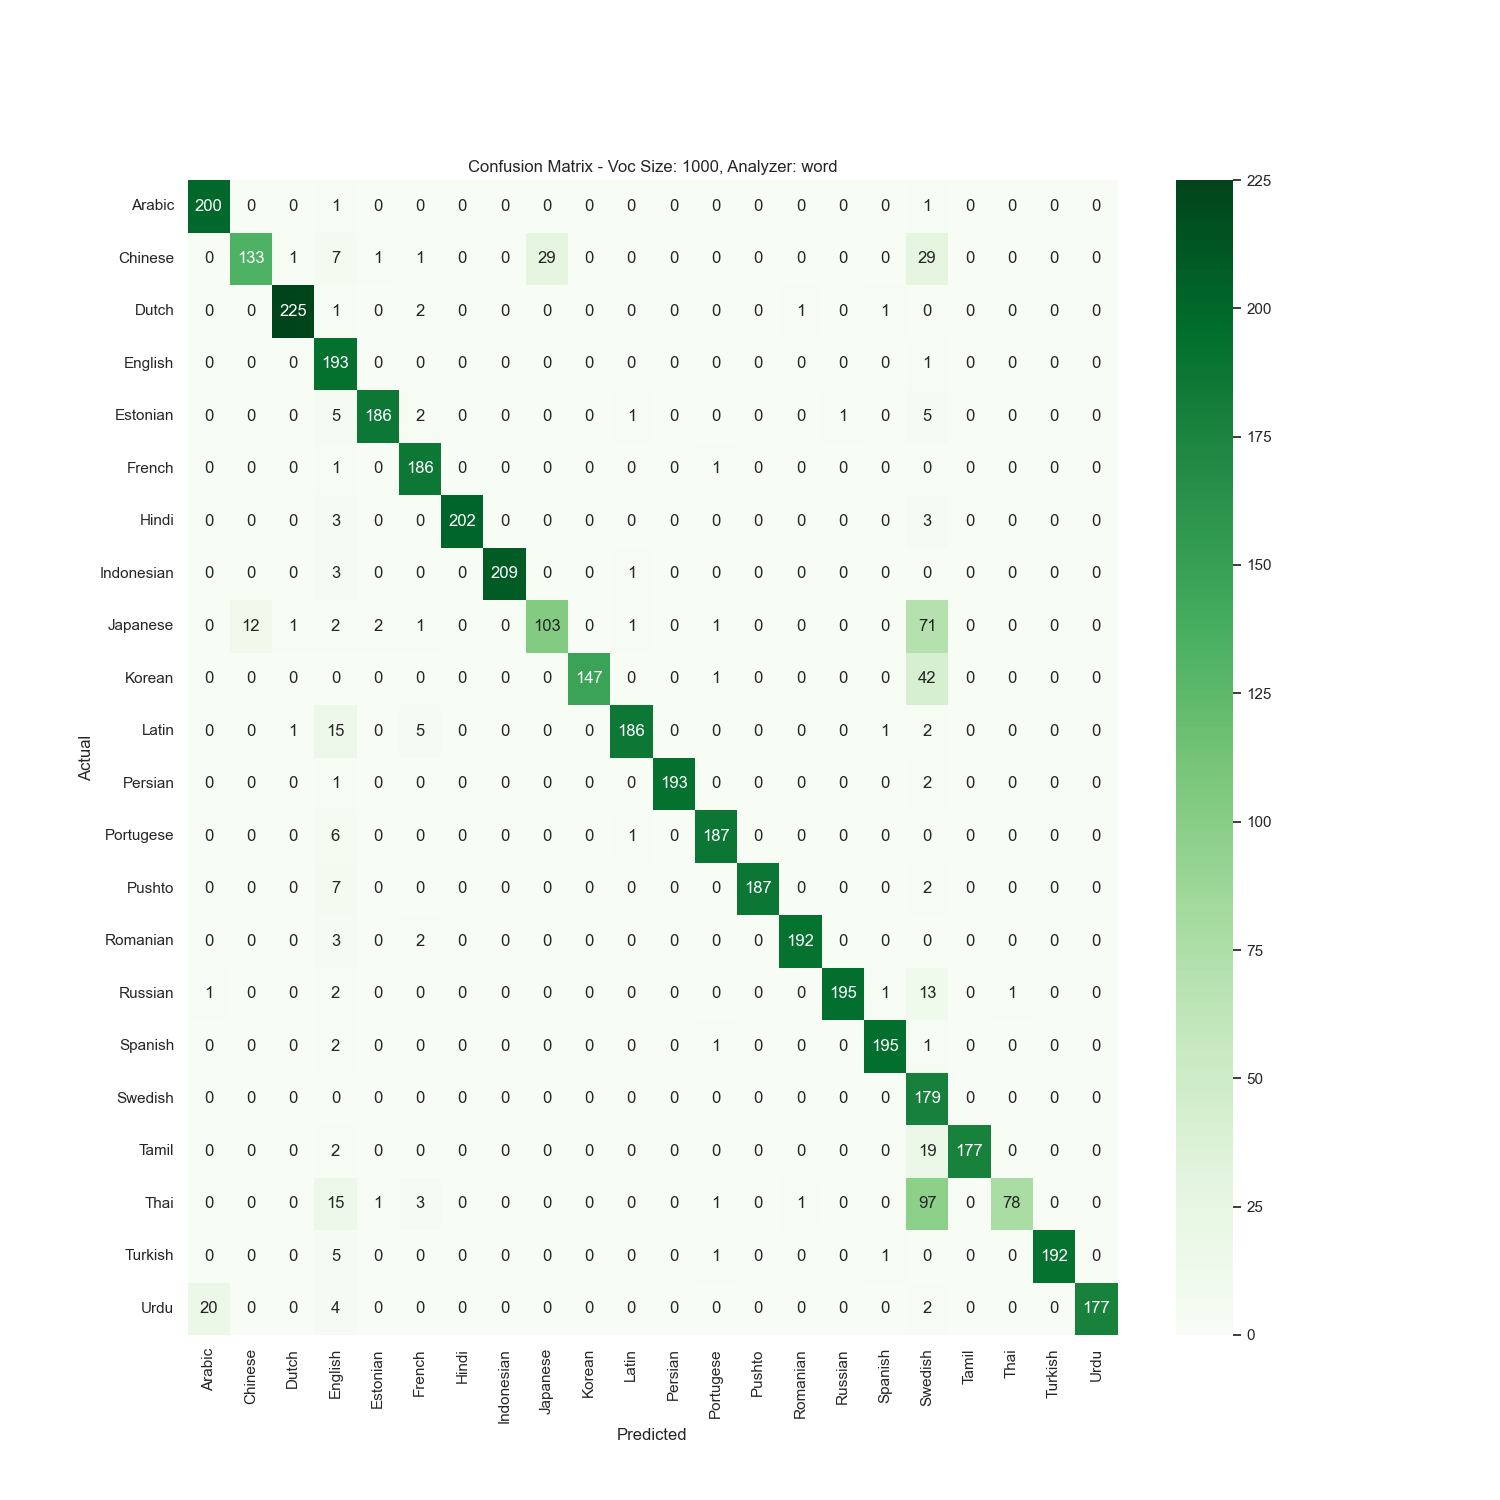 Confusion Matrix - Voc Size: 1000, Analyzer: word
Arabic 200 0 0 1 0 0 0 0 0 0 0 0 0 0 0 0 0 1 0 0 0 0
Chinese 0 133 1 7 1 1 0 0 29 0 0 0 0 0 0 0 0 29 0 0 0 0
Dutch 0 0 225 1 0 2 0 0 0 0 0 0 0 0 1 0 1 0 0 0 0 0
English 0 0 0 193 0 0 0 0 0 0 0 0 0 0 0 0 0 1 0 0 0 0
Estonian 0 0 0 5 186 2 0 0 0 0 1 0 0 0 0 1 0 5 0 0 0 0
French 0 0 0 1 0 186 0 0 0 0 0 0 1 0 0 0 0 0 0 0 0 0
Hindi 0 0 0 3 0 0 202 0 0 0 0 0 0 0 0 0 0 3 0 0 0 0
Indonesian 0 0 0 3 0 0 0 209 0 0 1 0 0 0 0 0 0 0 0 0 0 0
Japanese 0 12 1 2 2 1 0 0 103 0 1 0 1 0 0 0 0 71 0 0 0 0
Korean 0 0 0 0 0 0 0 0 0 147 0 0 1 0 0 0 0 42 0 0 0 0
Latin 0 0 1 15 0 5 0 0 0 0 186 0 0 0 0 0 1 2 0 0 0 0
Persian 0 0 0 1 0 0 0 0 0 0 0 193 0 0 0 0 0 2 0 0 0 0
Portugese 0 0 0 6 0 0 0 0 0 0 1 0 187 0 0 0 0 0 0 0 0 0
Pushto 0 0 0 7 0 0 0 0 0 0 0 0 0 187 0 0 0 2 0 0 0 0
Romanian 0 0 0 3 0 2 0 0 0 0 0 0 0 0 192 0 0 0 0 0 0 0
Russian 1 0 0 2 0 0 0 0 0 0 0 0 0 0 0 195 1 13 0 1 0 0
Spanish 0 0 0 2 0 0 0 0 0 0 0 0 1 0 0 0 195 1 0 0 0 0
Swedish 0 0 0 0 0 0 0 0 0 0 0 0 0 0 0 0 0 179 0 0 0 0
Tamil 0 0 0 2 0 0 0 0 0 0 0 0 0 0 0 0 0 19 177 0 0 0
Thai 0 0 0 15 1 3 0 0 0 0 0 0 1 0 1 0 0 97 0 78 0 0
Turkish 0 0 0 5 0 0 0 0 0 0 0 0 1 0 0 0 1 0 0 0 192 0
Urdu 20 0 0 4 0 0 0 0 0 0 0 0 0 0 0 0 0 2 0 0 0 177
Actual
Arabic Chinese Dutch English Estonian French Hindi Indonesian Japanese Korean Latin Persian Portugese Pushto Romanian Russian Spanish Swedish Tamil Thai Turkish Urdu
Predicted
225
200
175
150
125
100
75
50
25
0